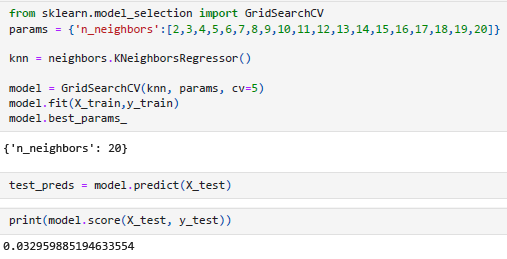 from sklearn.model_selection import GridSearchCV
params = {'n_neighbors':[2,3,4,5,6,7,8,9,10,11,12,13,14,15,16,17,18,19,20]}
knn = neighbors.KNeighborsRegressor()
model = GridSearchCV(knn, params, cv=5)
model.fit(X_train,y_train)
model.best_params_
{'n_neighbors': 20}
test_preds = model.predict(X_test)
print(model.score(X_test, y_test))
0.032959885194633554